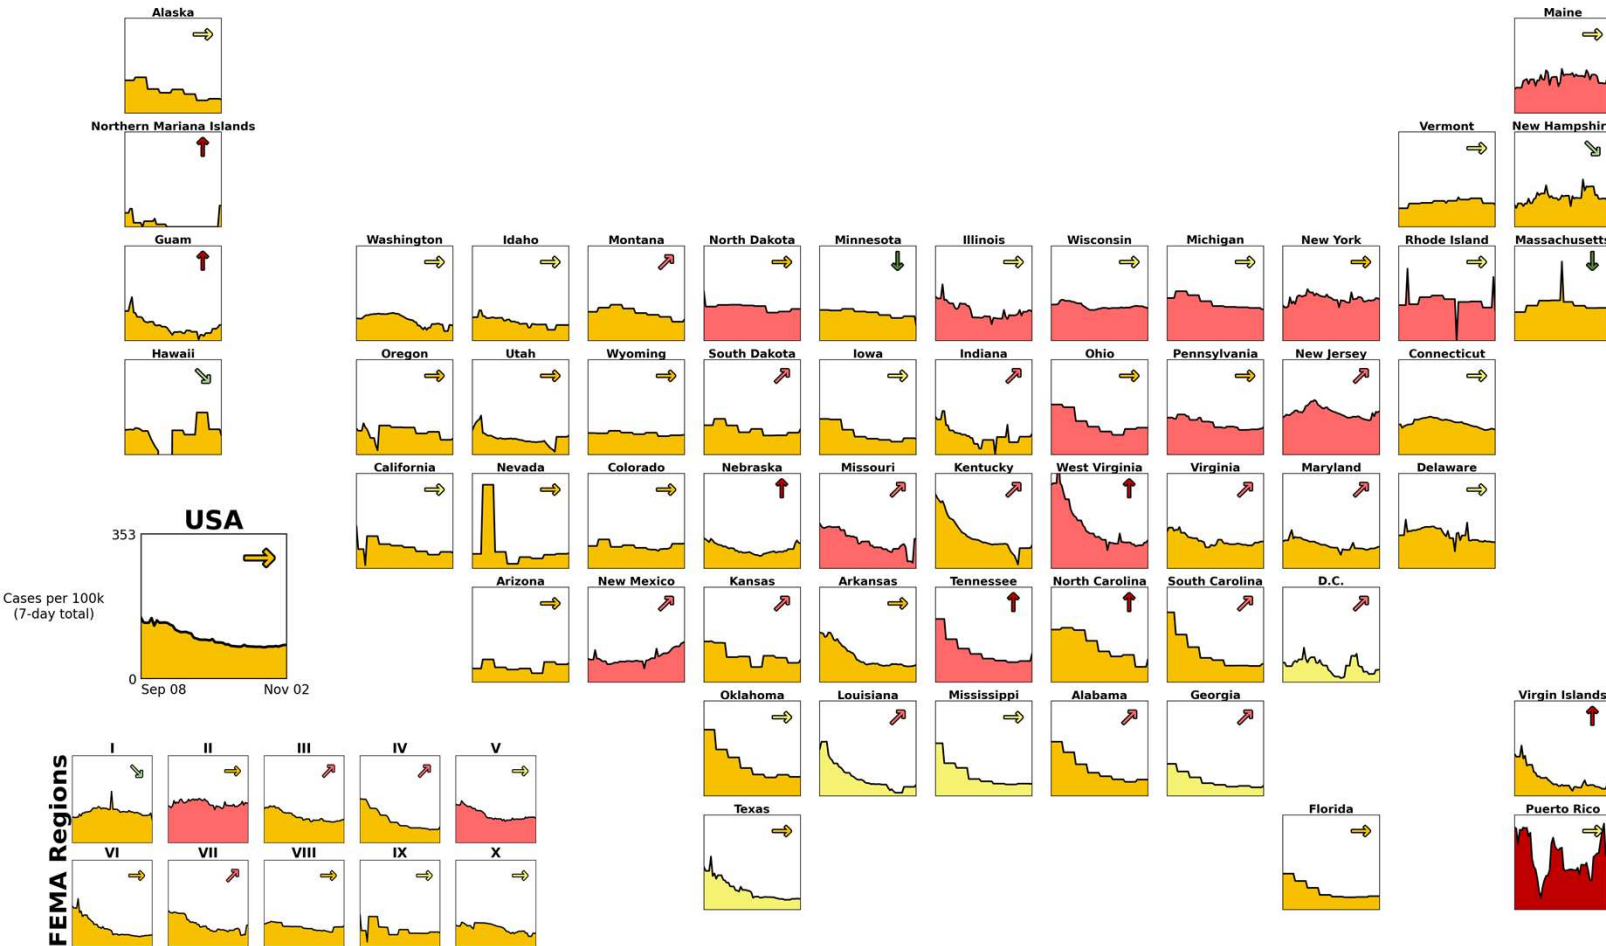 Alaska
Maine
Northern Mariana Islands
Vermont
New Hampshir
Guam
Washington
Idaho
Montana
North Dakota
Minnesota
Illinois
Wisconsin
Michigan
New York
Rhode Island
Massachusetts
Hawaii
Oregon
Utah
Wyoming
South Dakota
Iowa
Indiana
Ohio
Pennsylvania
New Jersey
Connecticut
California
Nevada
Colorado
Nebraska
Missouri
Kentucky
West Virginia
Virginia
Maryland
Delaware
USA
353
Cases per 100k
(7-day total)
0
Sep 08
Nov 02
Arizona
New Mexico
Kansas
Arkansas
Tennessee
North Carolina
South Carolina
D.C.
Oklahoma
Louisiana
Mississippi
Alabama
Georgia
Virgin Islands
FEMA Regions
I
II
III
IV
V
Texas
Florida
Puerto Rico
VI
VII
VIII
IX
X